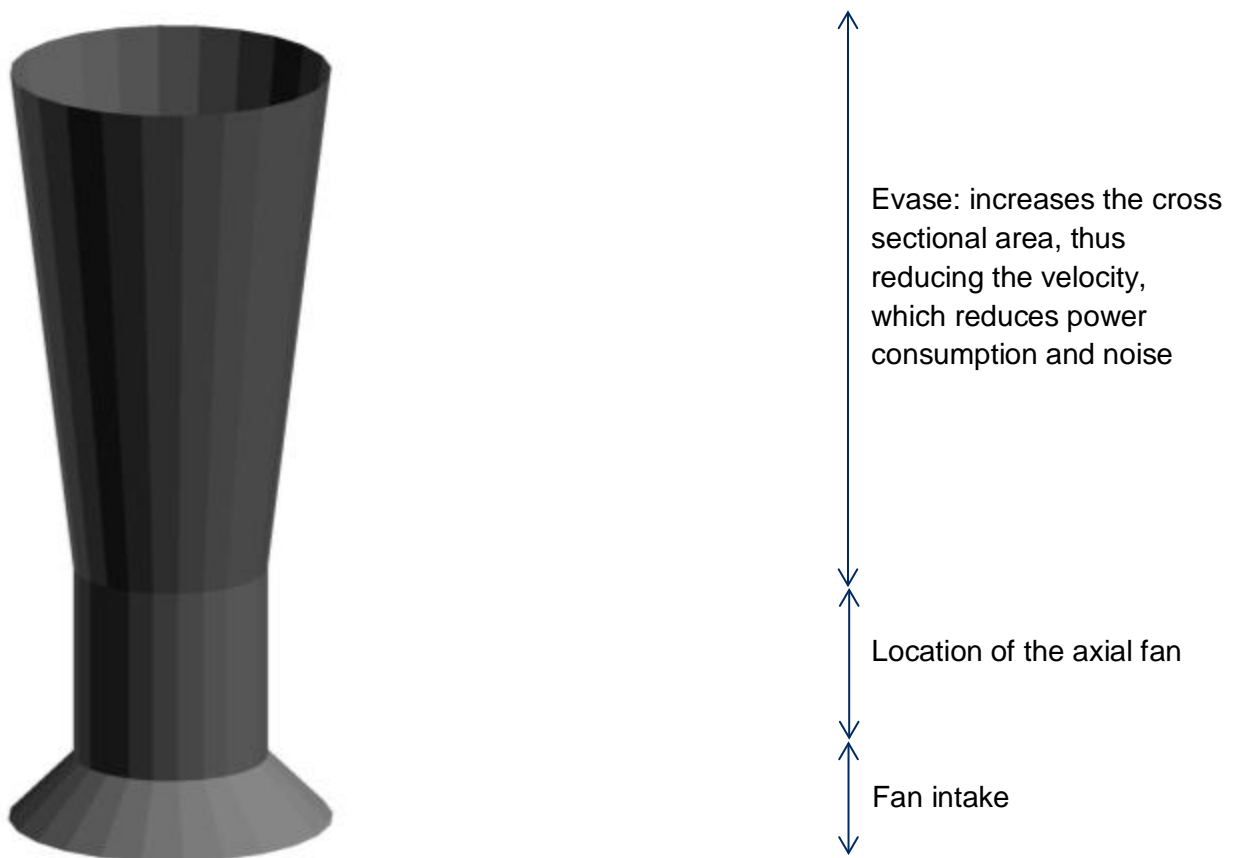 Evase: increases the cross
sectional area, thus
reducing the velocity,
which reduces power
consumption and noise
Location of the axial fan
Fan intake